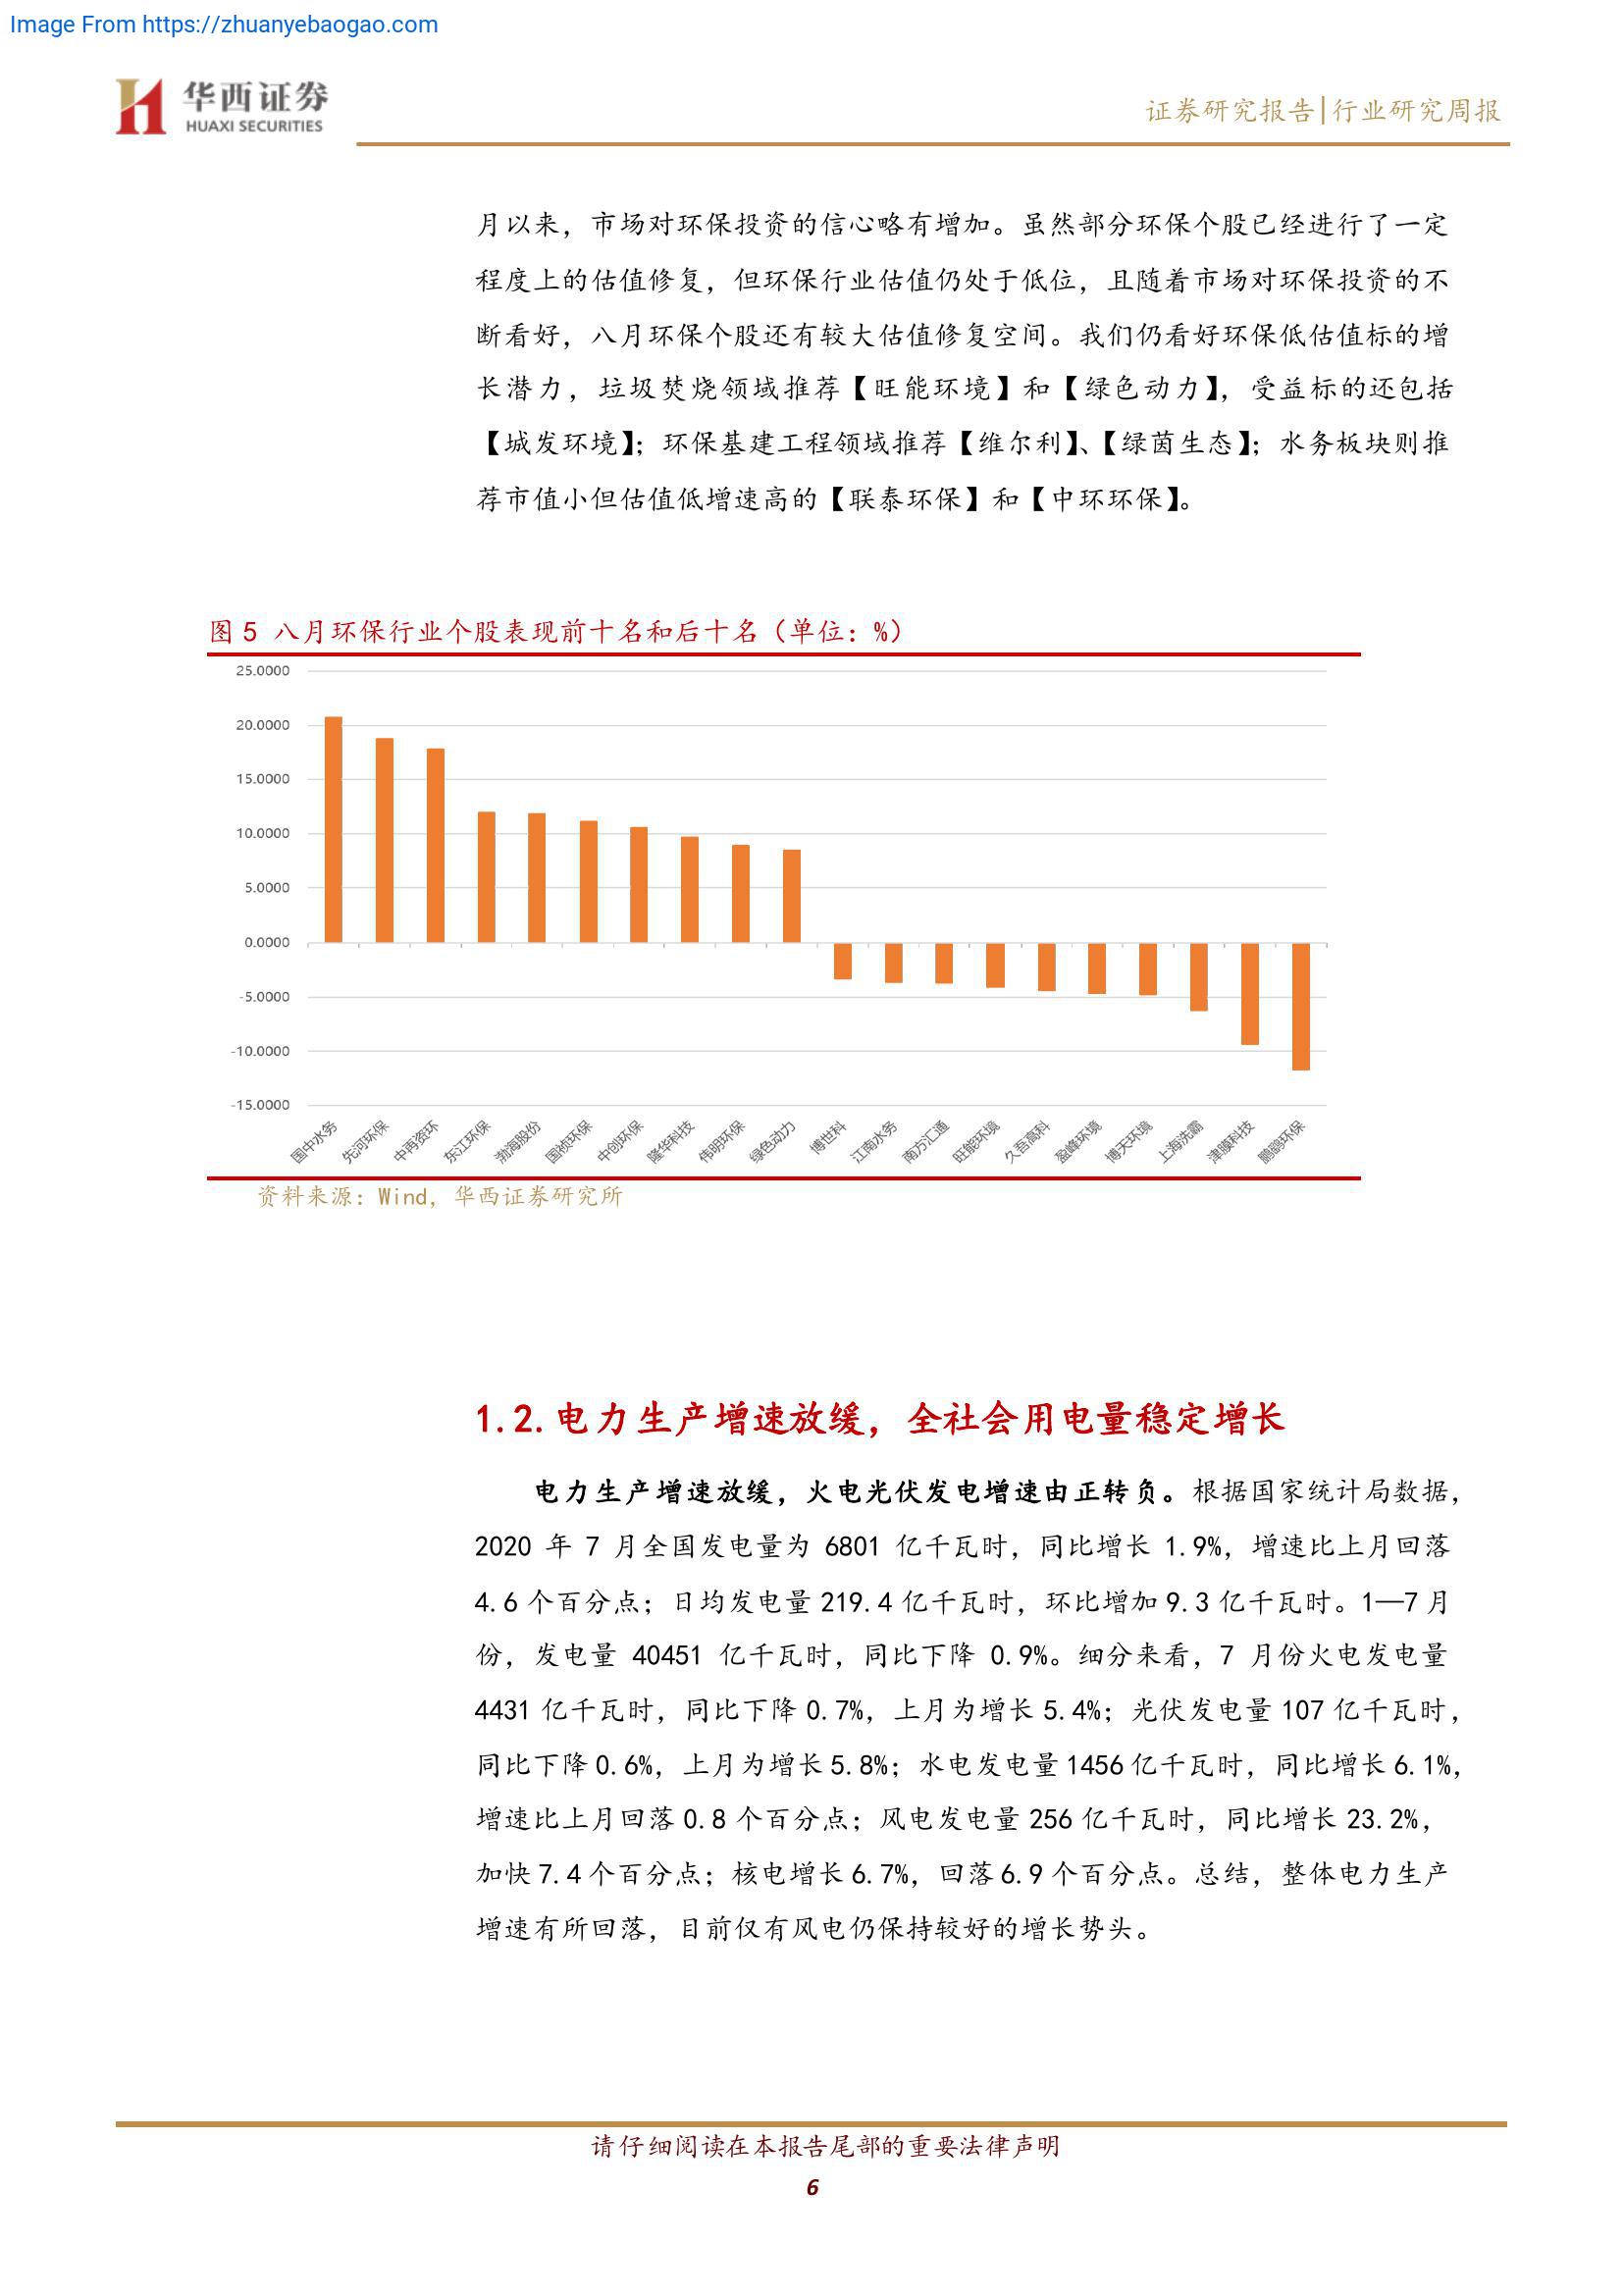 Image From https://zhuanyebaogao.com
华西证券
HUAXI SECURITIES
证券研究报告|行业研究周报
月以来，市场对环保投资的信心略有增加。虽然部分环保个股已经进行了一定
程度上的估值修复，但环保行业估值仍处于低位，且随着市场对环保投资的不
断看好，八月环保个股还有较大估值修复空间。我们仍看好环保低估值标的增
长潜力，垃圾焚烧领域推荐【旺能环境】和【绿色动力】，受益标的还包括
【城发环境】；环保基建工程领域推荐【维尔利】、【绿茵生态】；水务板块则推
荐市值小但估值低增速高的【联泰环保】和【中环环保】。
图 5 八月环保行业个股表现前十名和后十名（单位：%）
25.0000
20.0000
15.0000
10.0000
5.0000
0.0000
-5.0000
-10.0000
-15.0000
国中水务
先河环保
中再资环
东江环保
渤海股份
国祯环保
中创环保
隆华科技
伟明环保
绿色动力
博世科
江南水务
南方汇通
旺能环境
久吾高科
盈峰环境
博天环境
上海洗霸
津膜科技
鹏鹞环保
资料来源：Wind，华西证券研究所
1.2.电力生产增速放缓，全社会用电量稳定增长
电力生产增速放缓，火电光伏发电增速由正转负。根据国家统计局数据，
2020 年 7 月全国发电量为 6801 亿千瓦时，同比增长 1.9%，增速比上月回落
4.6 个百分点；日均发电量 219.4 亿千瓦时，环比增加 9.3 亿千瓦时。1—7 月
份，发电量 40451 亿千瓦时，同比下降 0.9%。细分来看，7 月份火电发电量
4431 亿千瓦时，同比下降 0.7%，上月为增长 5.4%；光伏发电量 107 亿千瓦时，
同比下降 0.6%，上月为增长 5.8%；水电发电量 1456 亿千瓦时，同比增长 6.1%，
增速比上月回落 0.8 个百分点；风电发电量 256 亿千瓦时，同比增长 23.2%，
加快 7.4 个百分点；核电增长 6.7%，回落 6.9 个百分点。总结，整体电力生产
增速有所回落，目前仅有风电仍保持较好的增长势头。
请仔细阅读在本报告尾部的重要法律声明
6